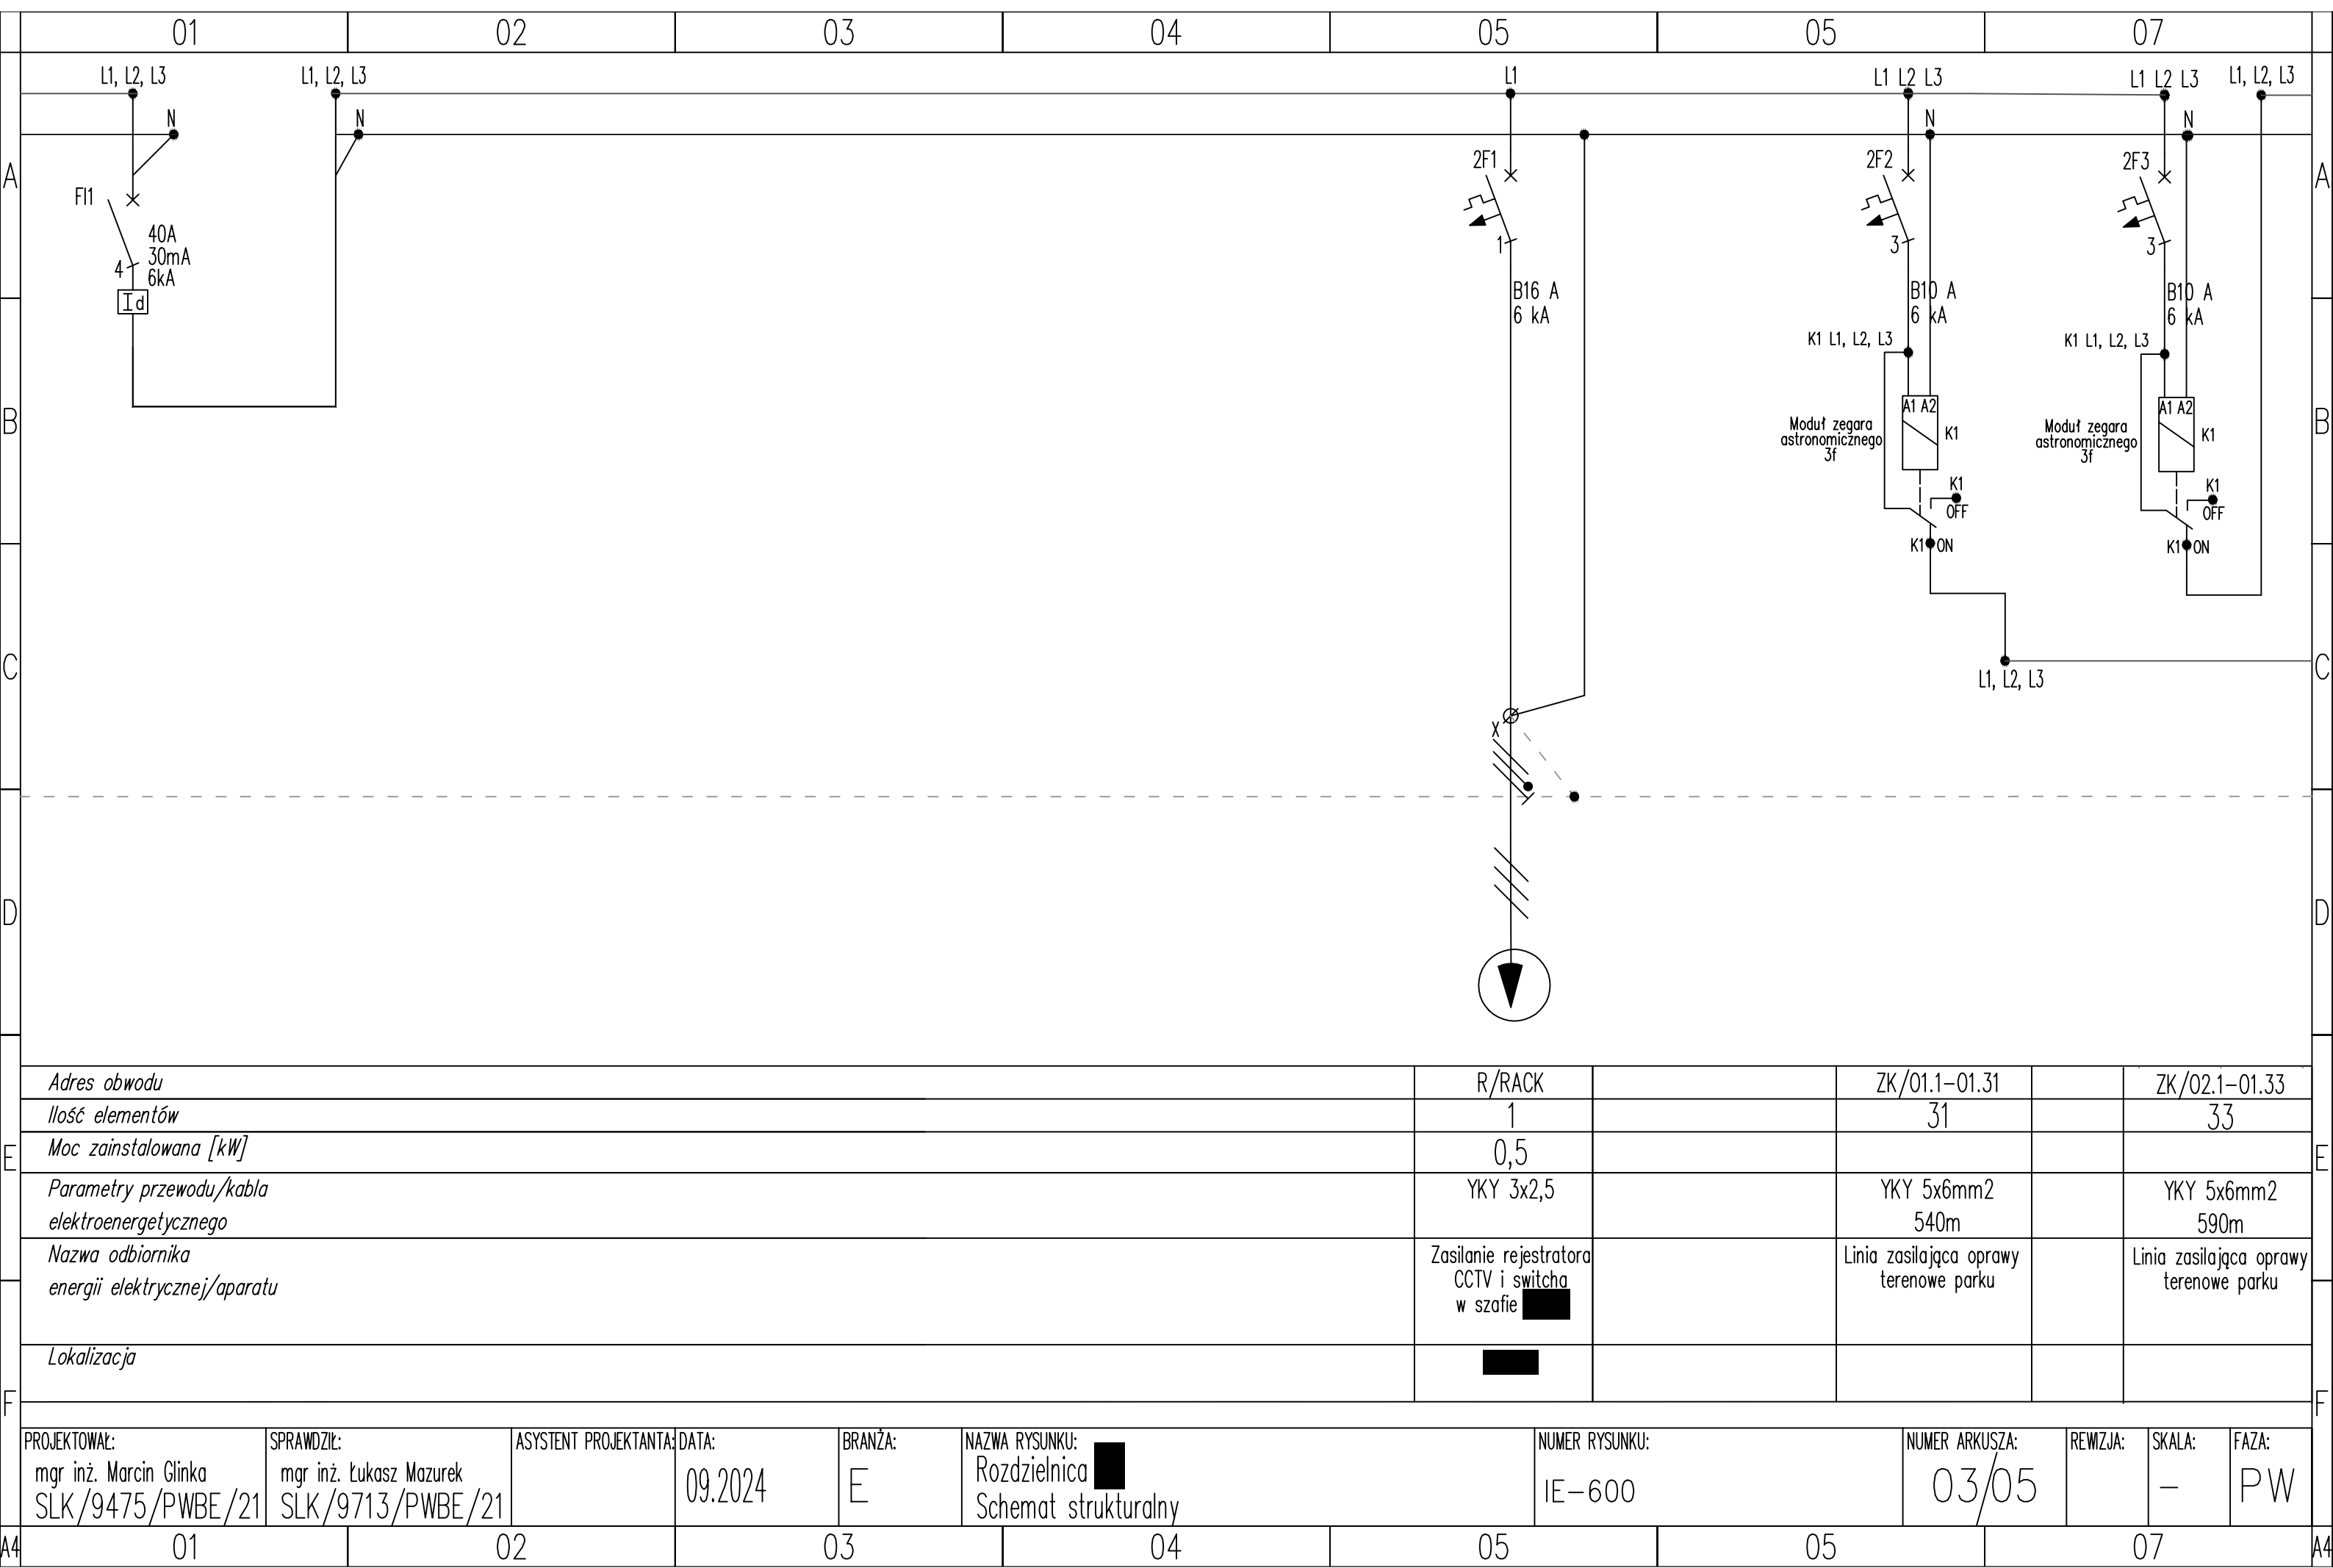 01 02 03 04 05 05 07
L1, L2, L3 L1, L2, L3 L1 L1 L2 L3 L1 L2 L3 L1, L2, L3
N N N N
A A
FI1 2F1 2F2 2F3
40A
30mA
6kA
4 1 3 3
Id
B16 A B10 A B10 A
6 kA 6 kA 6 kA
K1 L1, L2, L3 K1 L1, L2, L3
A1 A2 A1 A2
B B
Moduł zegara
astronomicznego
3f
K1
Moduł zegara
astronomicznego
3f
K1
K1 K1
OFF OFF
K1 ON K1 ON
C C
L1, L2, L3
X
D D
Adres obwodu R/RACK ZK/01.1-01.31 ZK/02.1-01.33
Ilość elementów 1 31 33
Moc zainstalowana [kW] 0,5
E E
Parametry przewodu/kabla YKY 3x2,5 YKY 5x6mm2 YKY 5x6mm2
elektroenergetycznego 540m 590m
Nazwa odbiornika Zasilanie rejestratora Linia zasilająca oprawy Linia zasilająca oprawy
energii elektrycznej/aparatu CCTV i switcha terenowe parku terenowe parku
w szafie
Lokalizacja
F F
PROJEKTOWAŁ: SPRAWDZIŁ: ASYSTENT PROJEKTANTA: DATA: BRANŻA: NAZWA RYSUNKU: NUMER RYSUNKU: NUMER ARKUSZA: REWIZJA: SKALA: FAZA:
mgr inż. Marcin Glinka mgr inż. Łukasz Mazurek 09.2024 E Rozdzielnica IE-600 03/05 - PW
SLK/9475/PWBE/21 SLK/9713/PWBE/21 Schemat strukturalny
A4 01 02 03 04 05 05 07 A4